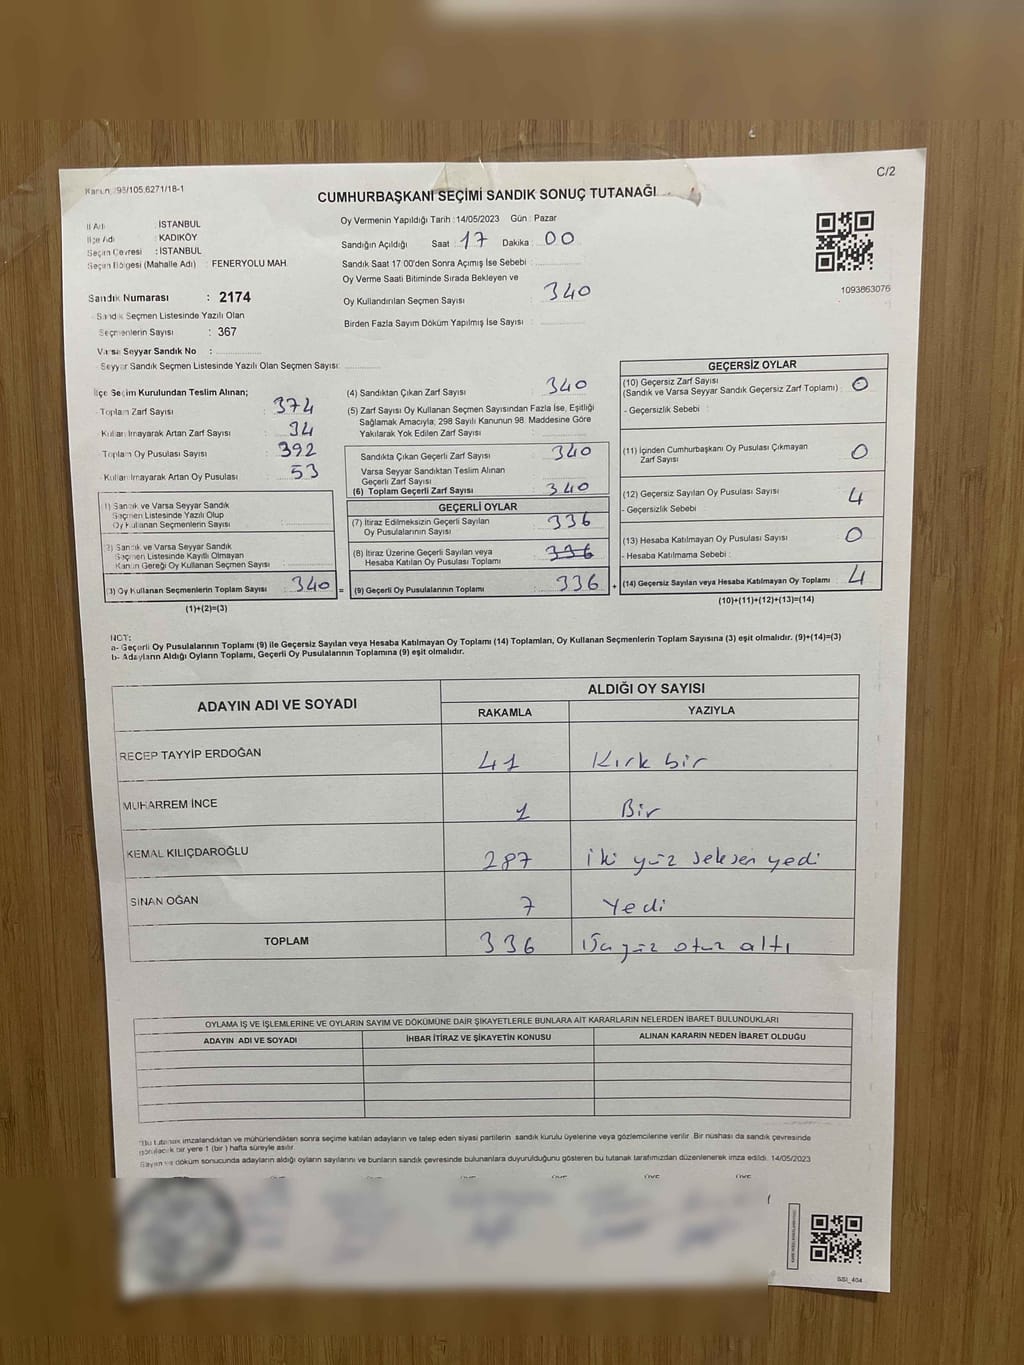 C/2
Kanun: 298/105.6271/18-1
CUMHURBAŞKANI SEÇİMİ SANDIK SONUÇ TUTANAĞI
İl Adı : İSTANBUL
İlçe Adı : KADIKÖY
Seçim Çevresi : İSTANBUL
Seçim Bölgesi (Mahalle Adı) : FENERYOLU MAH.
Sandık Numarası : 2174
Sandık Seçmen Listesinde Yazılı Olan
Seçmenlerin Sayısı : 367
Varsa Seyyar Sandık No :
Seyyar Sandık Seçmen Listesinde Yazılı Olan Seçmen Sayısı:
Oy Vermenin Yapıldığı Tarih : 14/05/2023 Gün : Pazar
Sandığın Açıldığı Saat : 17 Dakika : 00
Sandık Saat 17.00'den Sonra Açımış İse Sebebi :
Oy Verme Saati Bitiminde Sırada Bekleyen ve
Oy Kullandırılan Seçmen Sayısı : 340
Birden Fazla Sayım Döküm Yapılmış İse Sayısı :
1093863076
İlçe Seçim Kurulundan Teslim Alınan;
Toplam Zarf Sayısı : 374
Kullanılmayarak Artan Zarf Sayısı : 34
Toplam Oy Pusulası Sayısı : 392
Kullanılmayarak Artan Oy Pusulası : 53
1) Sandık ve Varsa Seyyar Sandık
Seçmen Listesinde Yazılı Olup
Oy Kullanan Seçmenlerin Sayısı :
2) Sandık ve Varsa Seyyar Sandık
Seçmen Listesinde Kayıtlı Olmayan
Kanun Gereği Oy Kullanan Seçmen Sayısı :
(3) Oy Kullanan Seçmenlerin Toplam Sayısı : 340 =
(1)+(2)=(3)
(4) Sandıktan Çıkan Zarf Sayısı : 340
(5) Zarf Sayısı Oy Kullanan Seçmen Sayısından Fazla İse, Eşitliği
Sağlamak Amacıyla; 298 Sayılı Kanunun 98. Maddesine Göre
Yakılarak Yok Edilen Zarf Sayısı :
Sandıkta Çıkan Geçerli Zarf Sayısı : 340
Varsa Seyyar Sandıktan Teslim Alınan
Geçerli Zarf Sayısı :
(6) Toplam Geçerli Zarf Sayısı : 340
GEÇERLİ OYLAR
(7) İtiraz Edilmeksizin Geçerli Sayılan
Oy Pusulalarının Sayısı : 336
(8) İtiraz Üzerine Geçerli Sayılan veya
Hesaba Katılan Oy Pusulası Toplamı : 336
(9) Geçerli Oy Pusulalarının Toplamı : 336 +
GEÇERSİZ OYLAR
(10) Geçersiz Zarf Sayısı
(Sandık ve Varsa Seyyar Sandık Geçersiz Zarf Toplamı) : 0
- Geçersizlik Sebebi :
(11) İçinden Cumhurbaşkanı Oy Pusulası Çıkmayan
Zarf Sayısı : 0
(12) Geçersiz Sayılan Oy Pusulası Sayısı : 4
- Geçersizlik Sebebi :
(13) Hesaba Katılmayan Oy Pusulası Sayısı : 0
- Hesaba Katılmama Sebebi :
(14) Geçersiz Sayılan veya Hesaba Katılmayan Oy Toplamı : 4
(10)+(11)+(12)+(13)=(14)
NOT:
a- Geçerli Oy Pusulalarının Toplamı (9) ile Geçersiz Sayılan veya Hesaba Katılmayan Oy Toplamı (14) Toplamları, Oy Kullanan Seçmenlerin Toplam Sayısına (3) eşit olmalıdır. (9)+(14)=(3)
b- Adayların Aldığı Oyların Toplamı, Geçerli Oy Pusulalarının Toplamına (9) eşit olmalıdır.
ADAYIN ADI VE SOYADI
ALDIĞI OY SAYISI
RAKAMLA YAZIYLA
RECEP TAYYİP ERDOĞAN 41 Kırk bir
MUHARREM İNCE 1 Bir
KEMAL KILIÇDAROĞLU 287 iki yüz seksen yedi
SİNAN OĞAN 7 Yedi
TOPLAM 336 yüz otuz altı
OYLAMA İŞ VE İŞLEMLERİNE VE OYLARIN SAYIM VE DÖKÜMÜNE DAİR ŞİKAYETLERLE BUNLARA AİT KARARLARIN NELERDEN İBARET BULUNDUKLARI
ADAYIN ADI VE SOYADI İHBAR İTİRAZ VE ŞİKAYETİN KONUSU ALINAN KARARIN NEDEN İBARET OLDUĞU
"Bu tutanak imzalandıktan ve mühürlendikten sonra seçime katılan adayların ve talep eden siyasi partilerin sandık kurulu üyelerine veya gözlemcilerine verilir. Bir nüshası da sandık çevresinde
görülecek bir yere 1 (bir) hafta süreyle asılır.
Sayım ve döküm sonucunda adayların aldığı oyların sayılarını ve bunların sandık çevresinde bulunanlara duyurulduğunu gösteren bu tutanak tarafımızdan düzenlenerek imza edildi. 14/05/2023
SSI_404